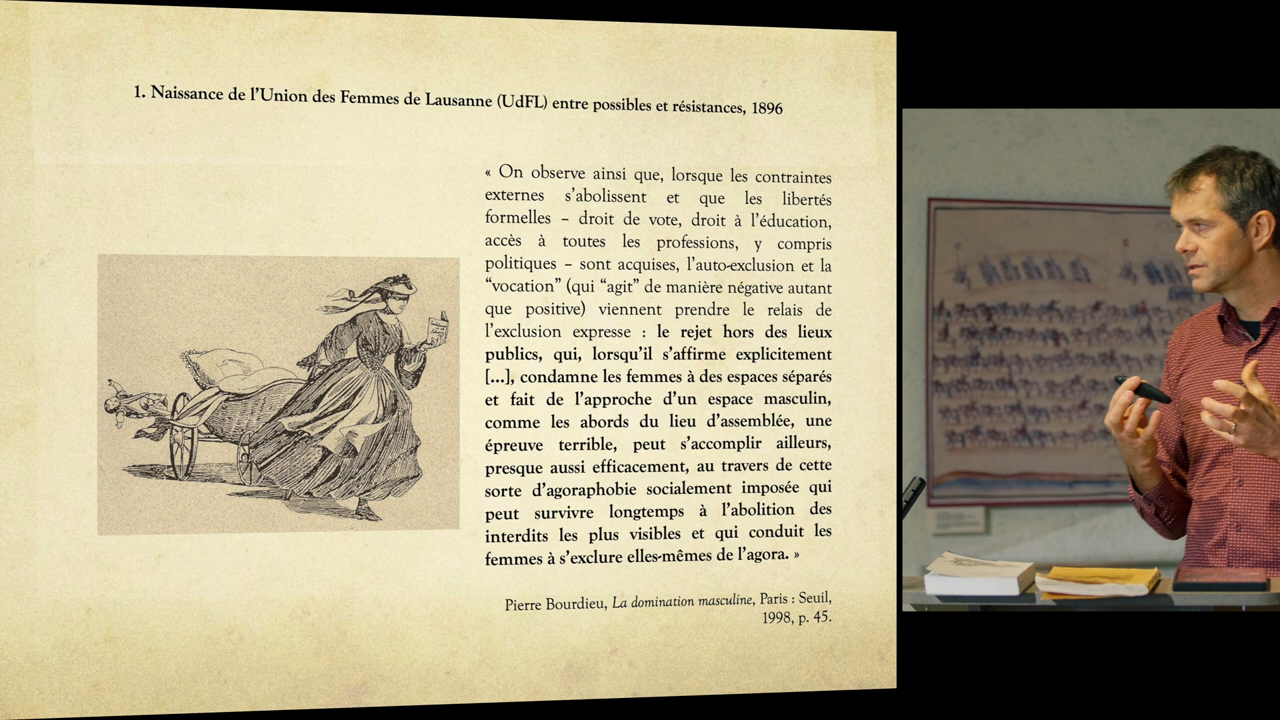 1. Naissance de l'Union des Femmes de Lausanne (UdFL) entre possibles et résistances, 1896
« On observe ainsi que, lorsque les contraintes
externes s'abolissent et que les libertés
formelles – droit de vote, droit à l'éducation,
accès à toutes les professions, y compris
politiques – sont acquises, l'auto-exclusion et la
“vocation” (qui “agit” de manière négative autant
que positive) viennent prendre le relais de
l'exclusion expresse : le rejet hors des lieux
publics, qui, lorsqu'il s'affirme explicitement
[...], condamne les femmes à des espaces séparés
et fait de l'approche d'un espace masculin,
comme les abords du lieu d'assemblée, une
épreuve terrible, peut s'accomplir ailleurs,
presque aussi efficacement, au travers de cette
sorte d'agoraphobie socialement imposée qui
peut survivre longtemps à l'abolition des
interdits les plus visibles et qui conduit les
femmes à s'exclure elles-mêmes de l'agora. »
Pierre Bourdieu, La domination masculine, Paris : Seuil,
1998, p. 45.